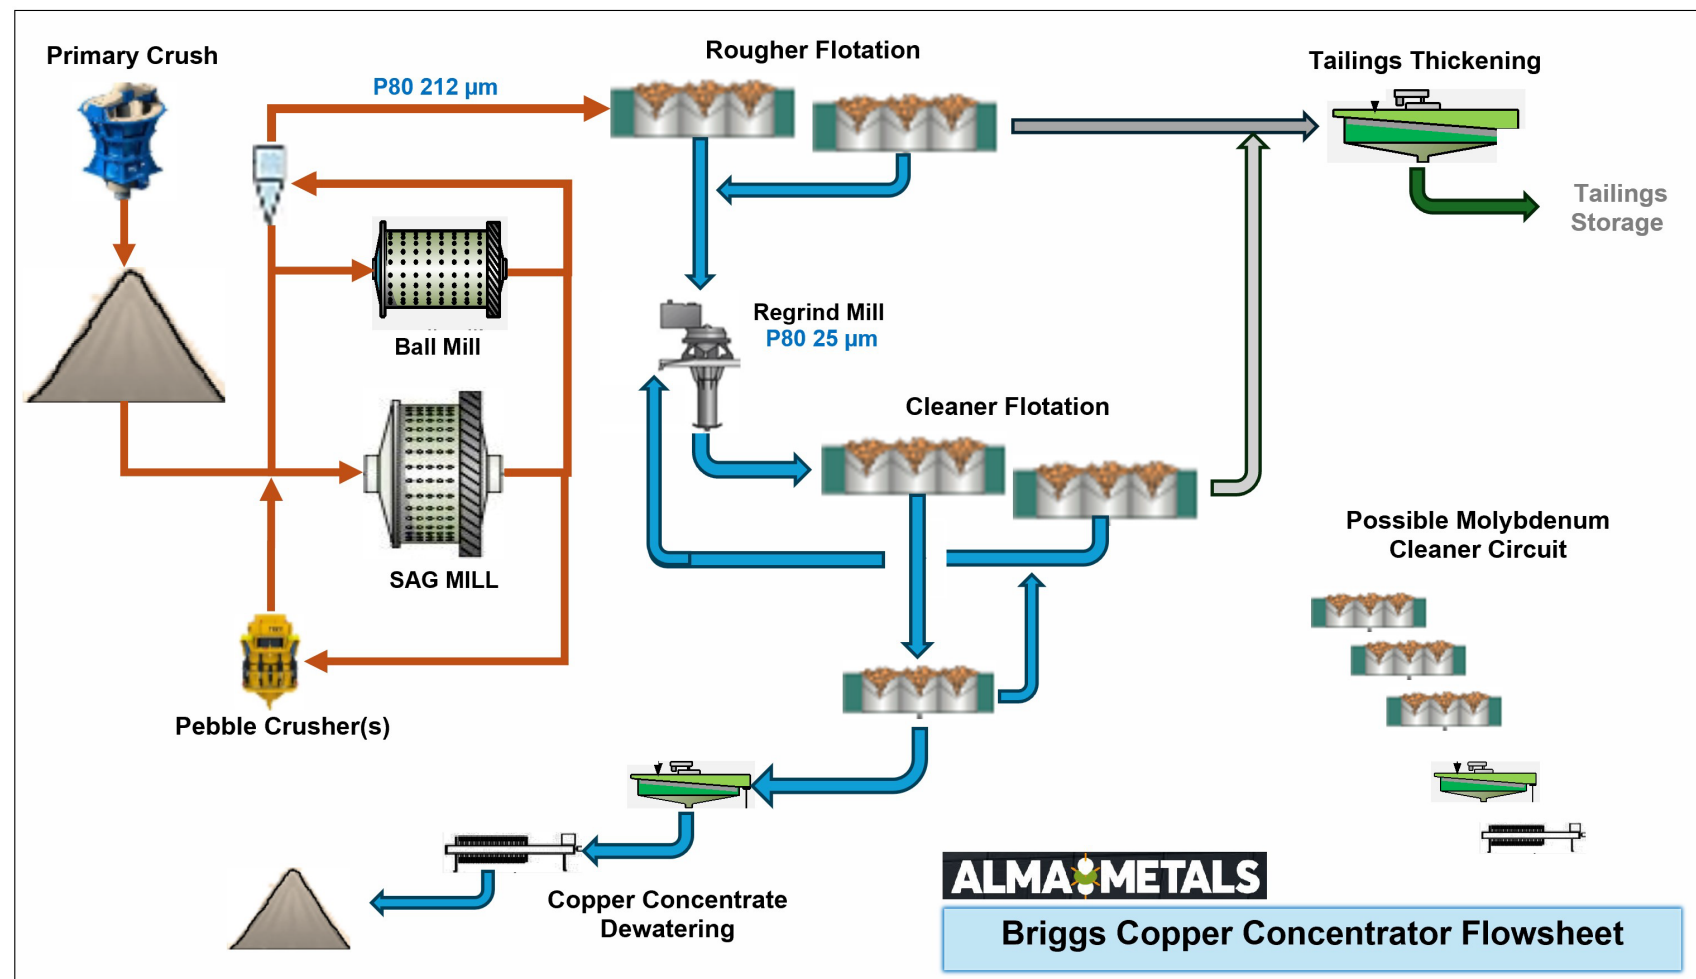 Primary Crush
P80 212 µm
Rougher Flotation
Tailings Thickening
Tailings
Storage
Ball Mill
Regrind Mill
P80 25 µm
Cleaner Flotation
SAG MILL
Possible Molybdenum
Cleaner Circuit
Pebble Crusher(s)
Copper Concentrate
Dewatering
ALMA METALS
Briggs Copper Concentrator Flowsheet